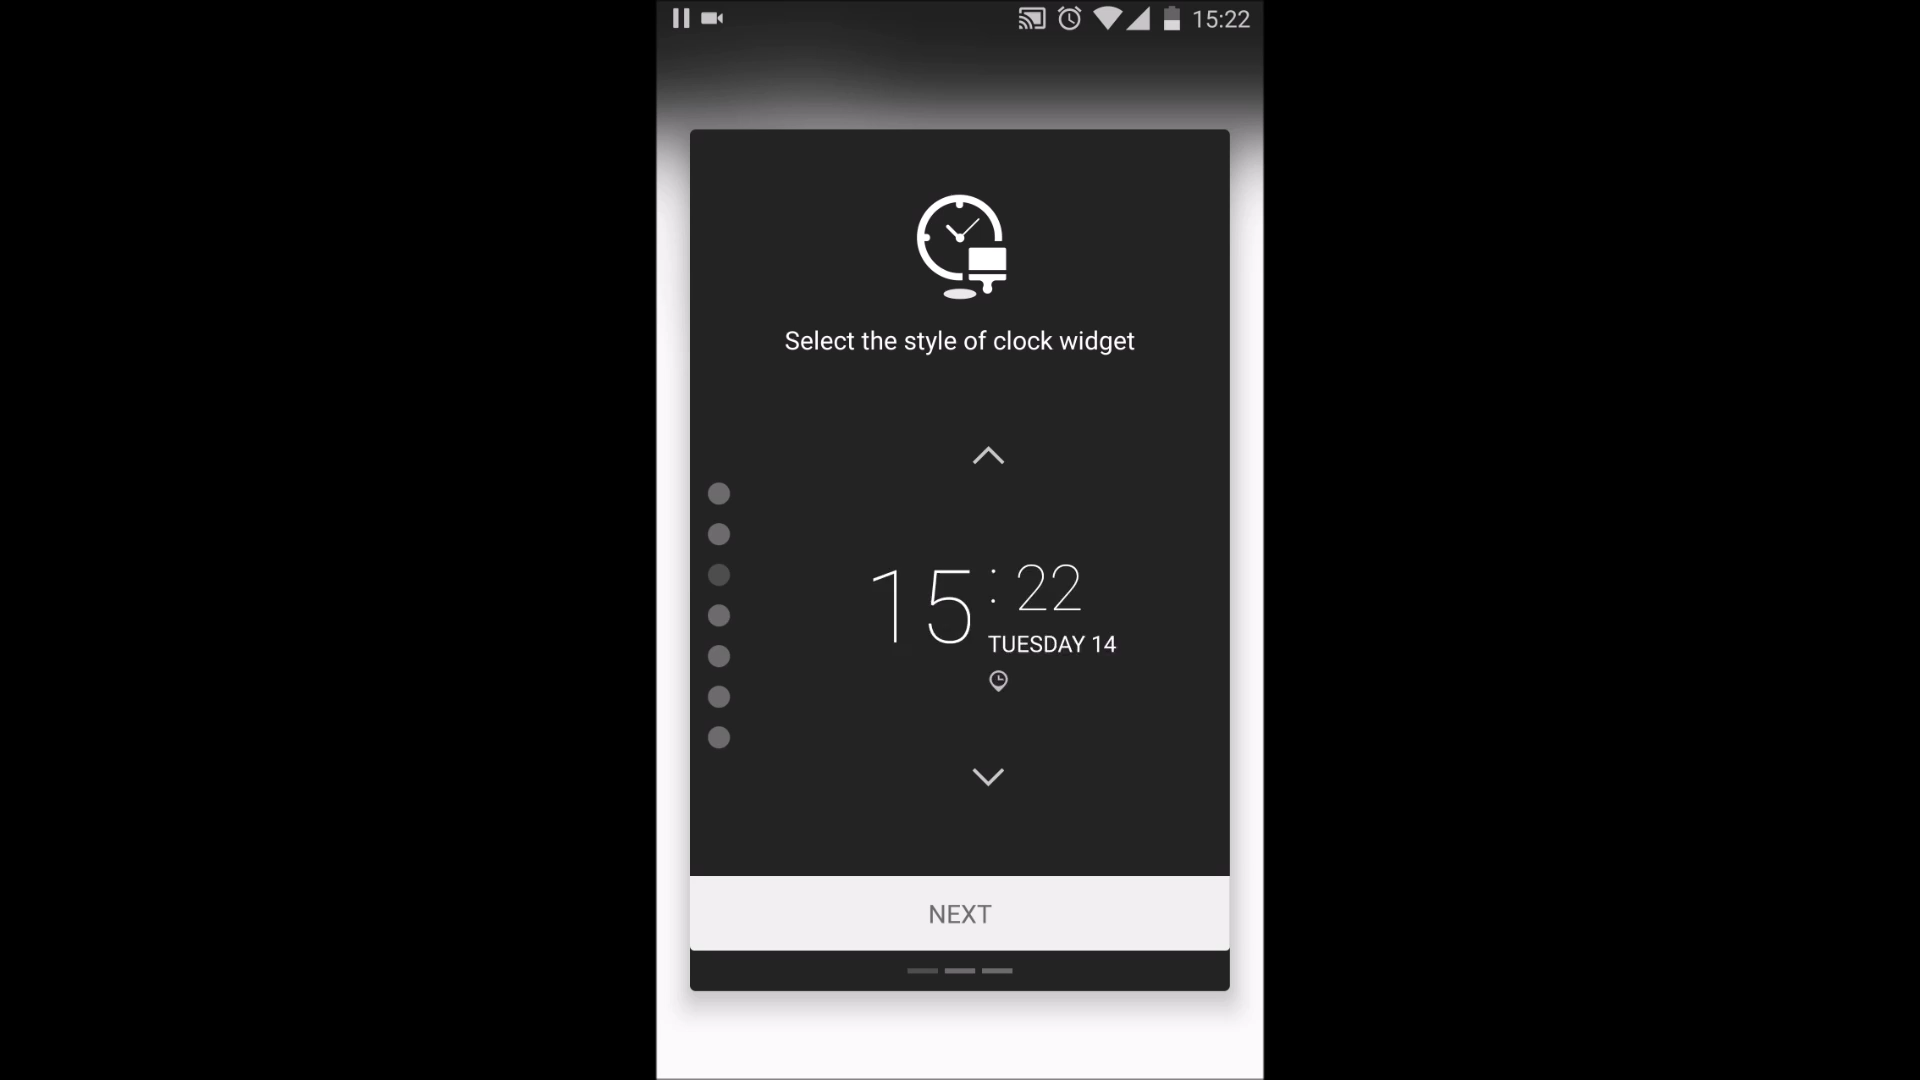 15:22
Select the style of clock widget
15 : 22
TUESDAY 14
NEXT